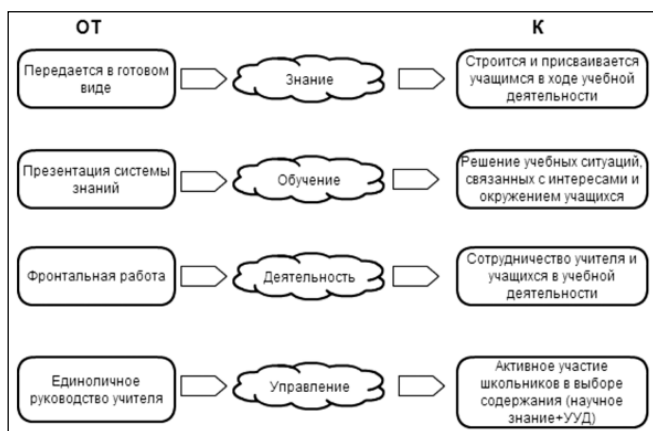 ОТ
К
Передается в готовом
виде
Знание
Строится и присваивается
учащимся в ходе учебной
деятельности
Презентация системы
знаний
Обучение
Решение учебных ситуаций,
связанных с интересами и
окружением учащихся
Фронтальная работа
Деятельность
Сотрудничество учителя и
учащихся в учебной
деятельности
Единоличное
руководство учителя
Управление
Активное участие
школьников в выборе
содержания (научное
знание+УУД)